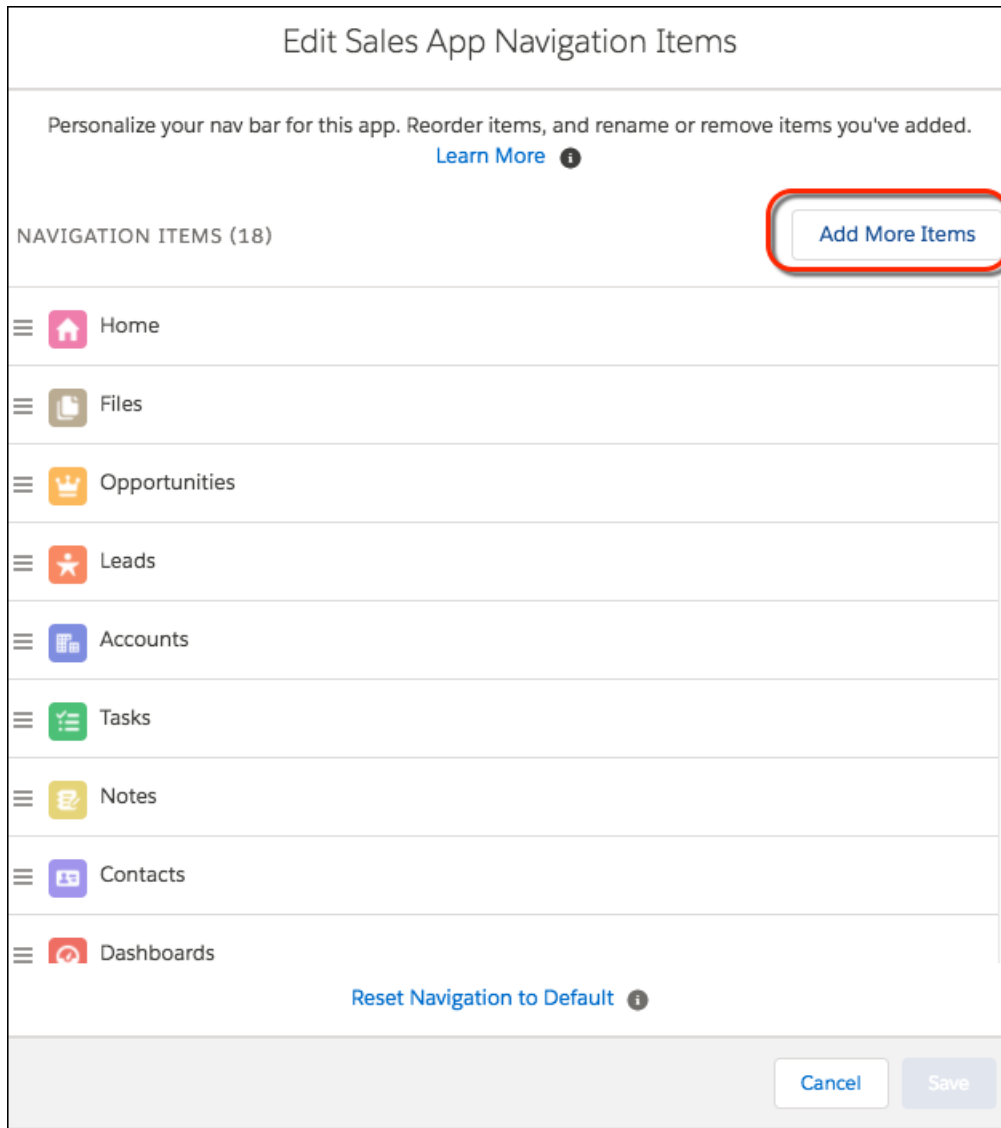 Edit Sales App Navigation Items
Personalize your nav bar for this app. Reorder items, and rename or remove items you've added.
Learn More
NAVIGATION ITEMS (18)
Add More Items
Home
Files
Opportunities
Leads
Accounts
Tasks
Notes
Contacts
Dashboards
Reset Navigation to Default
Cancel
Save